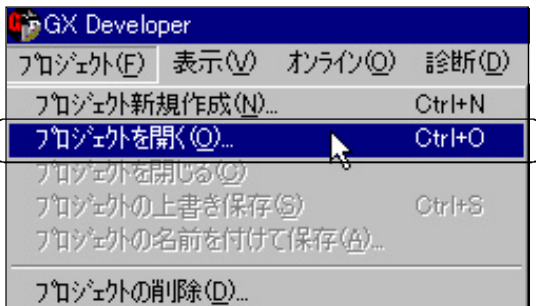 GX Developer
ﾌﾟﾛｼﾞｪｸﾄ(F) 表示(V) ｵﾝﾗｲﾝ(O) 診断(D)
ﾌﾟﾛｼﾞｪｸﾄ新規作成(N)... Ctrl+N
ﾌﾟﾛｼﾞｪｸﾄを開く(O)... Ctrl+O
ﾌﾟﾛｼﾞｪｸﾄを閉じる(C)
ﾌﾟﾛｼﾞｪｸﾄの上書き保存(S) Ctrl+S
ﾌﾟﾛｼﾞｪｸﾄの名前を付けて保存(A)...
ﾌﾟﾛｼﾞｪｸﾄの削除(D)...